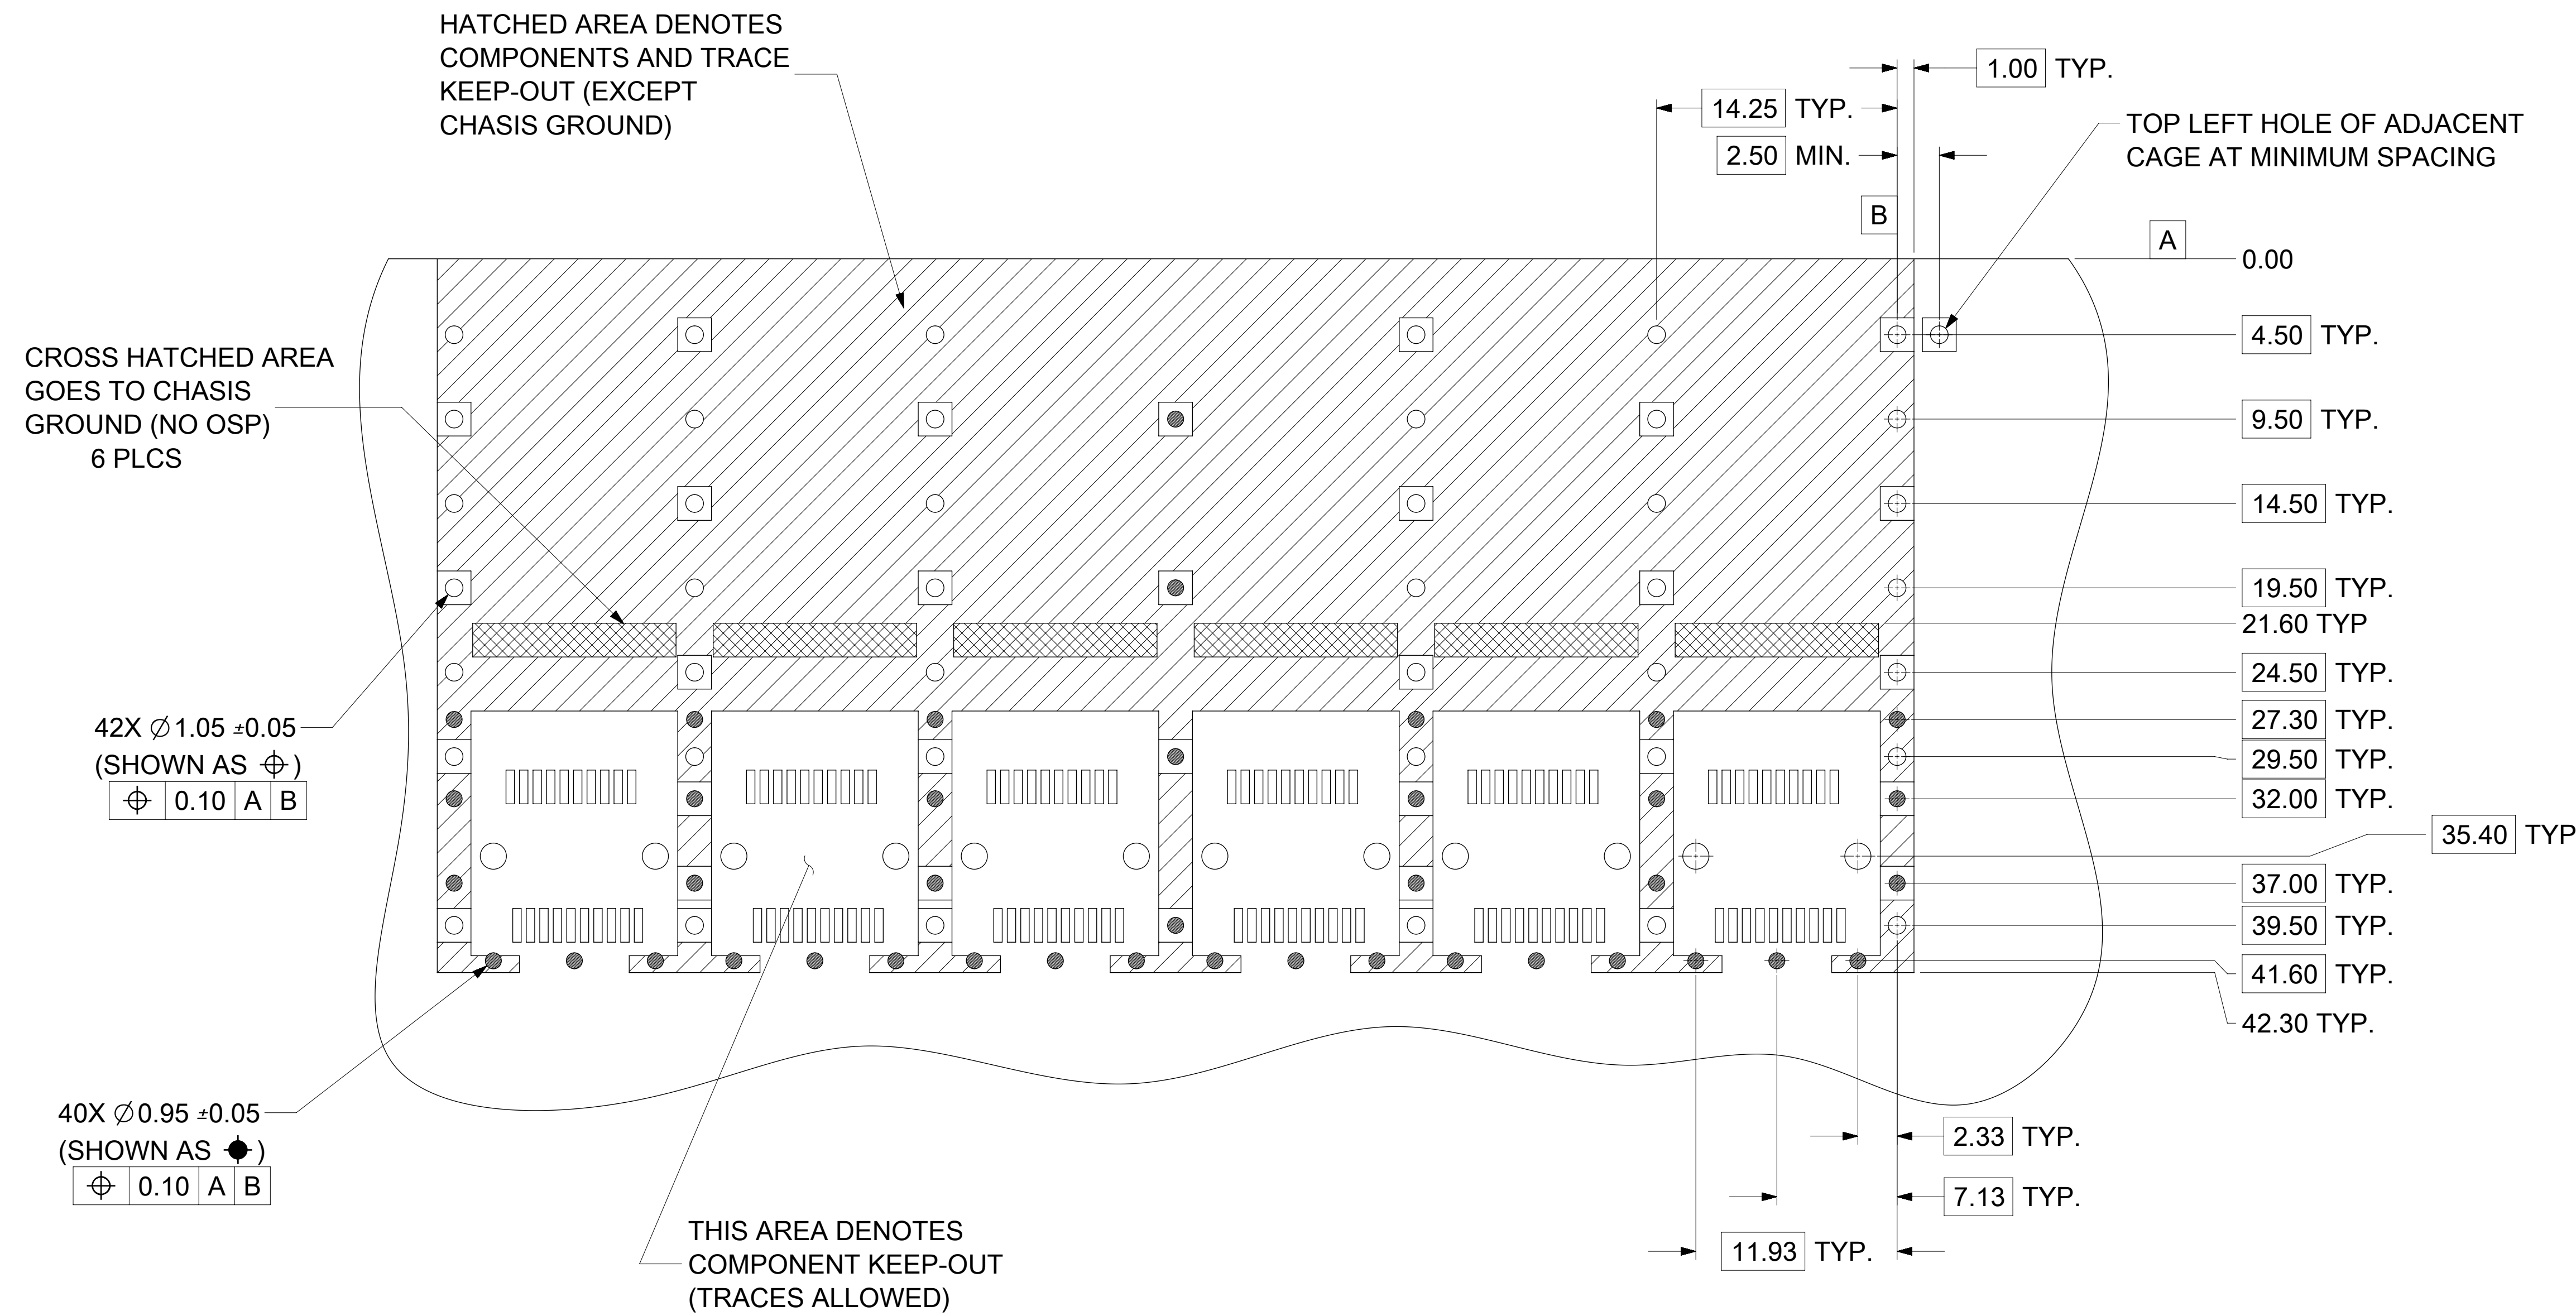 HATCHED AREA DENOTES
COMPONENTS AND TRACE
KEEP-OUT (EXCEPT
CHASIS GROUND)
1.00 TYP.
14.25 TYP.
2.50 MIN.
TOP LEFT HOLE OF ADJACENT
CAGE AT MINIMUM SPACING
B
A
0.00
4.50 TYP.
CROSS HATCHED AREA
GOES TO CHASIS
GROUND (NO OSP)
6 PLCS
9.50 TYP.
14.50 TYP.
19.50 TYP.
21.60 TYP
24.50 TYP.
27.30 TYP.
29.50 TYP.
32.00 TYP.
35.40 TYP
37.00 TYP.
39.50 TYP.
41.60 TYP.
42.30 TYP.
42X ∅1.05 ±0.05
(SHOWN AS ⌖)
⌖ 0.10 A B
40X ∅0.95 ±0.05
(SHOWN AS )
⌖ 0.10 A B
2.33 TYP.
7.13 TYP.
11.93 TYP.
THIS AREA DENOTES
COMPONENT KEEP-OUT
(TRACES ALLOWED)